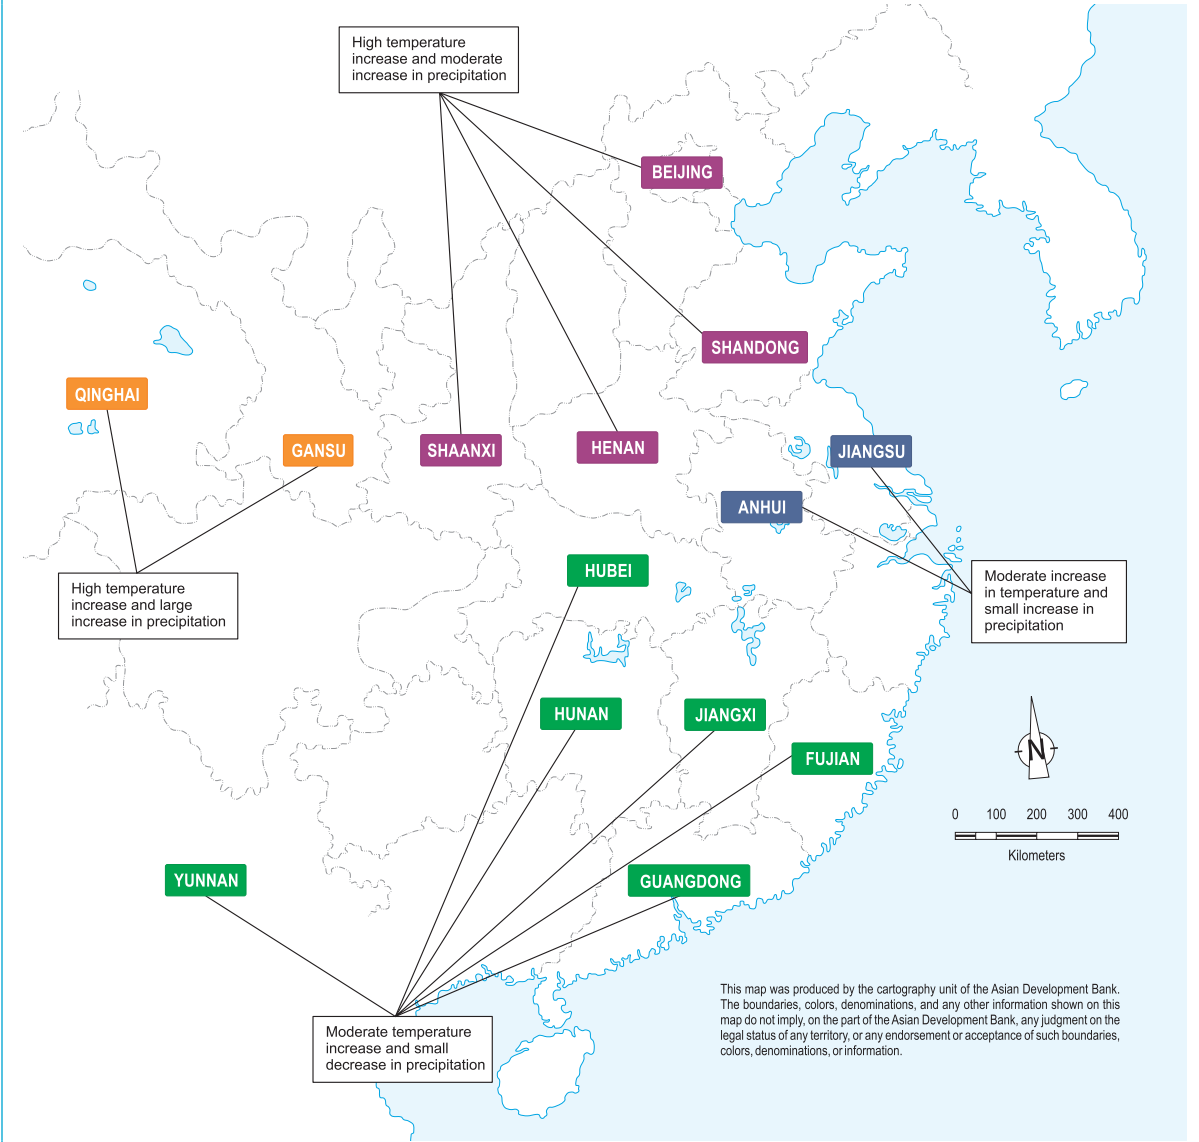 High temperature
increase and moderate
increase in precipitation
BEIJING
SHANDONG
QINGHAI
GANSU
SHAANXI
HENAN
JIANGSU
ANHUI
HUBEI
High temperature
increase and large
increase in precipitation
Moderate increase
in temperature and
small increase in
precipitation
HUNAN
JIANGXI
FUJIAN
N
0 100 200 300 400
Kilometers
YUNNAN
GUANGDONG
Moderate temperature
increase and small
decrease in precipitation
This map was produced by the cartography unit of the Asian Development Bank.
The boundaries, colors, denominations, and any other information shown on this
map do not imply, on the part of the Asian Development Bank, any judgment on the
legal status of any territory, or any endorsement or acceptance of such boundaries,
colors, denominations, or information.